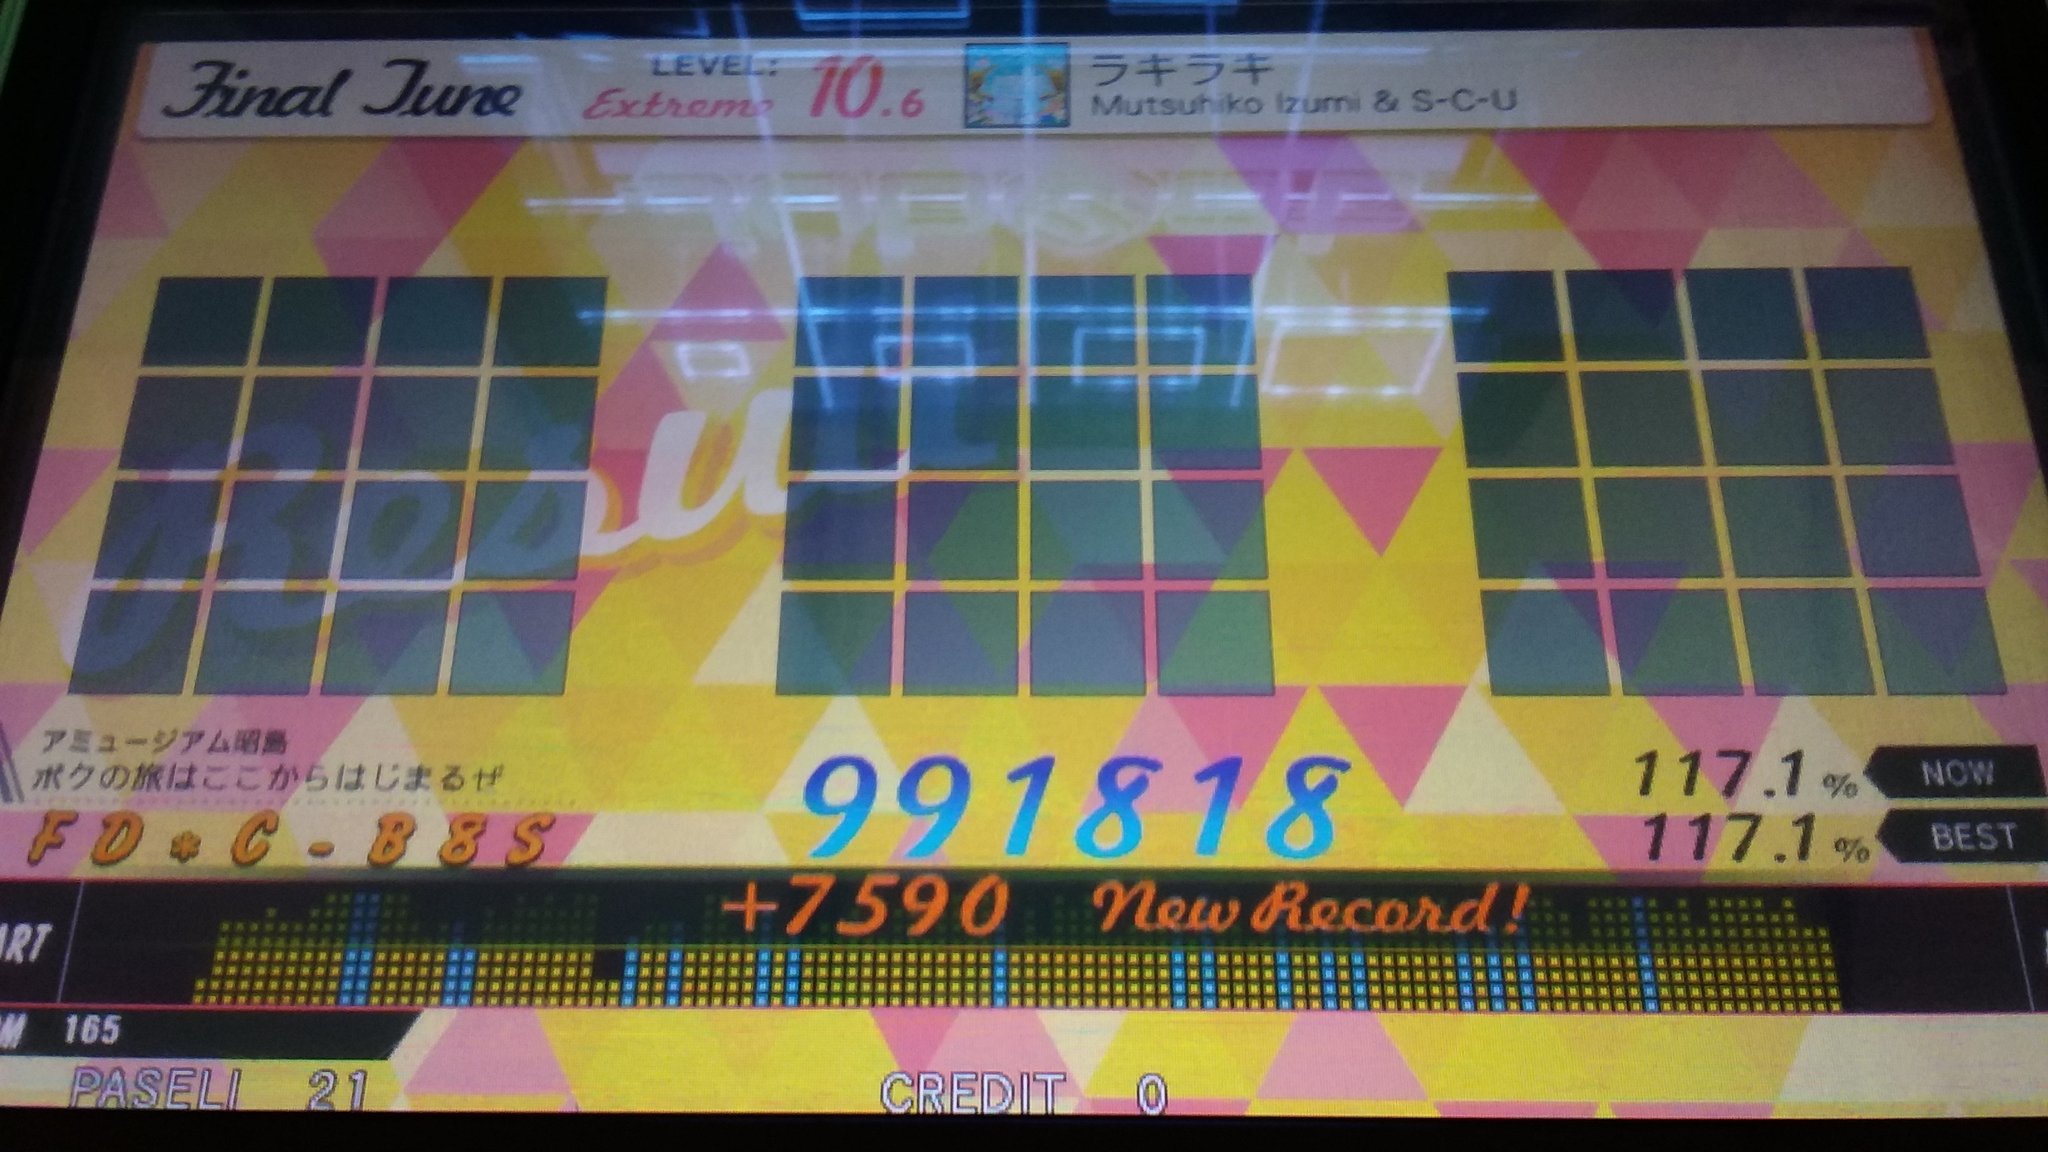 Final Tune
LEVEL:
Extreme 10.6
ラキラキ
Mutsuhiko Izumi & S-C-U
Result
アミュージアム昭島
ボクの旅はここからはじまるぜ
FD*C-B8S
991818
+7590 New Record!
117.1% NOW
117.1% BEST
ART
M 165
PASELI 21
CREDIT 0